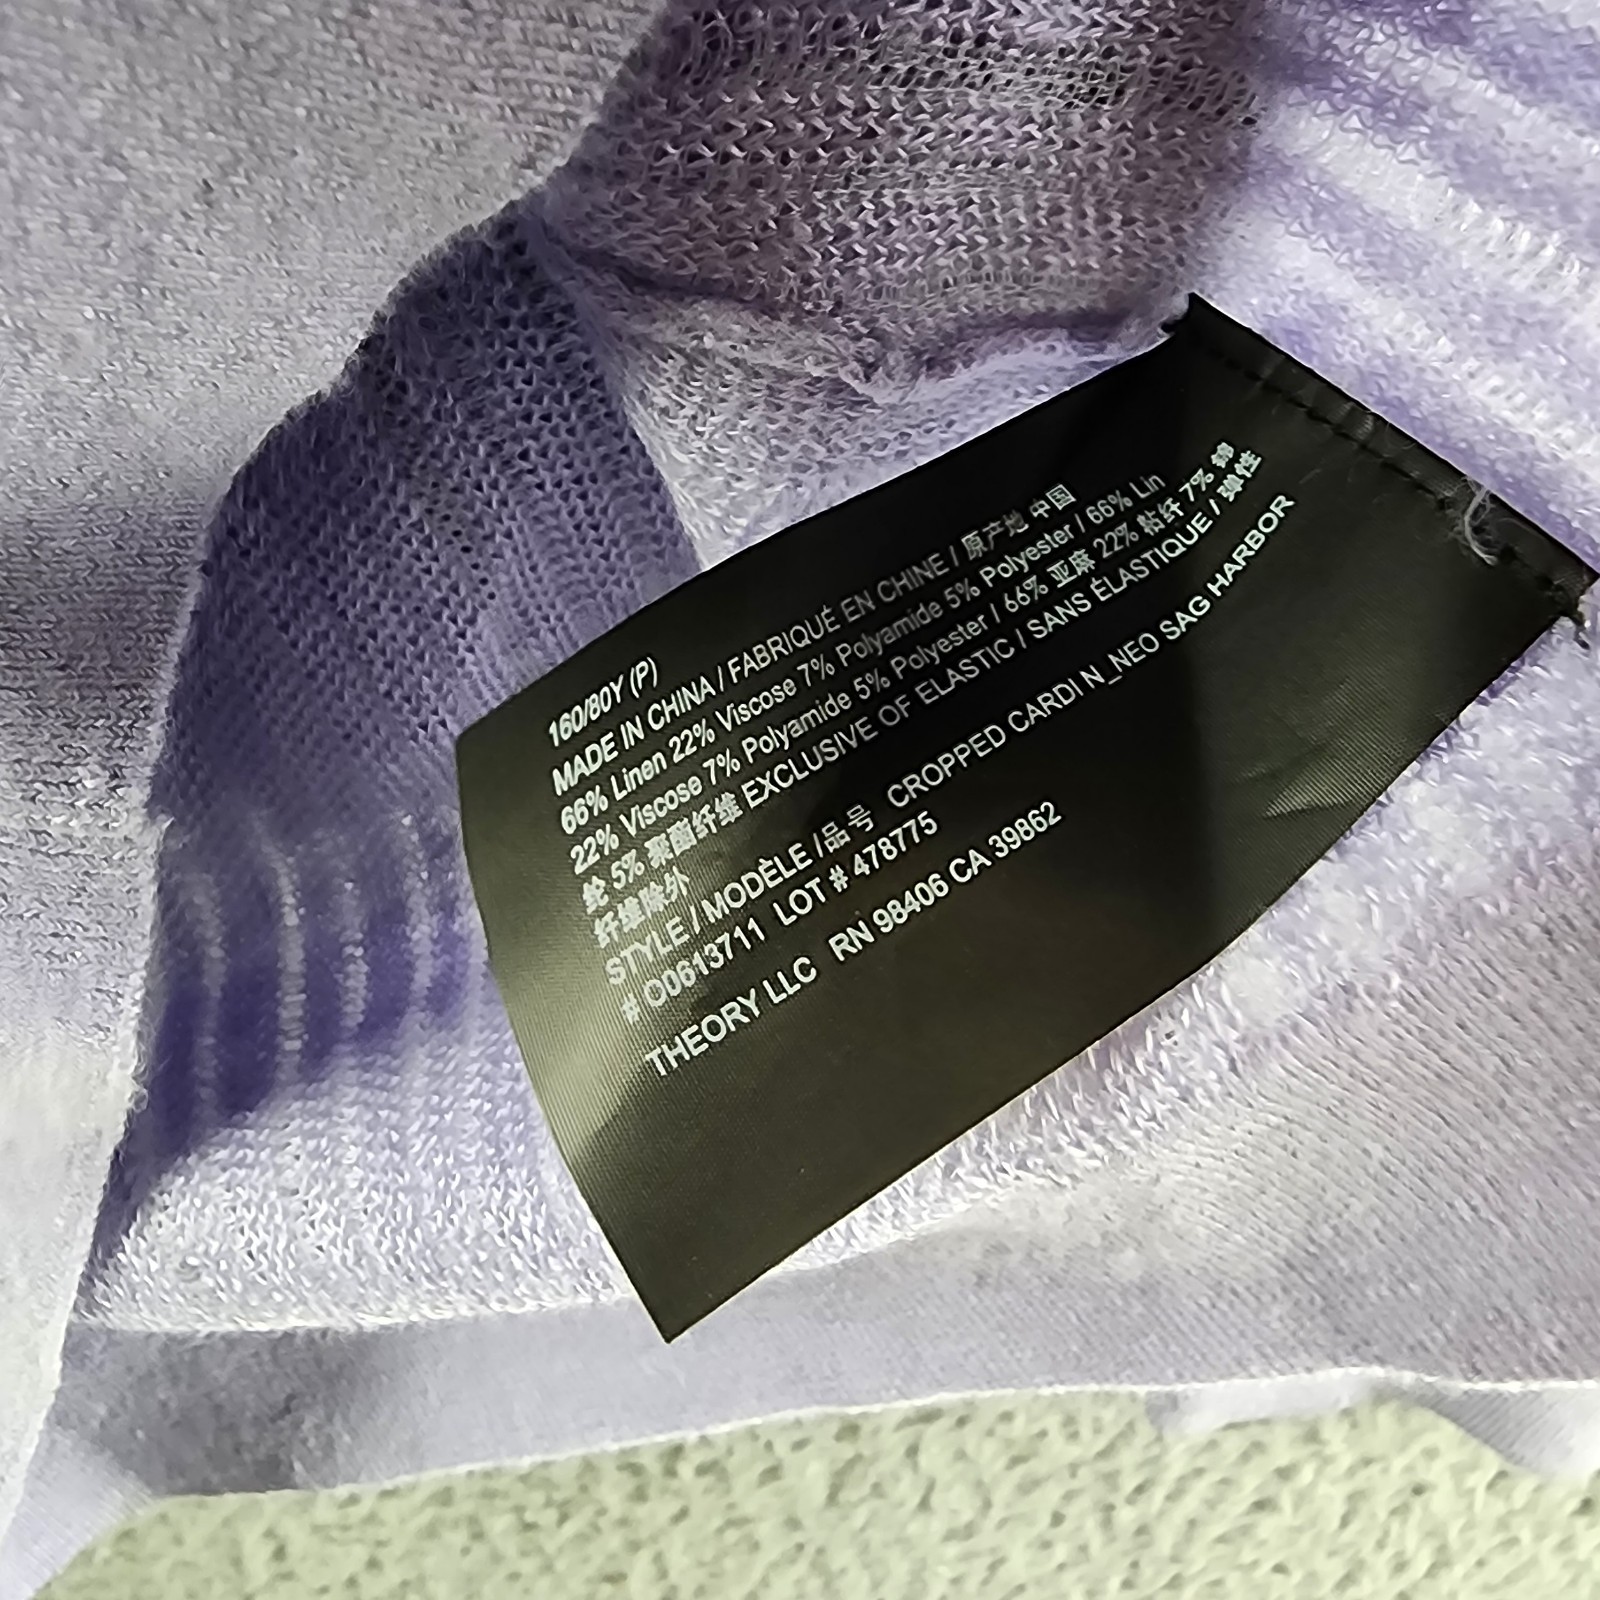 160/80Y (P)
MADE IN CHINA / FABRIQUÉ EN CHINE / 原产地 中国
66% Linen 22% Viscose 7% Polyamide 5% Polyester / 66% Lin
22% Viscose 7% Polyamide 5% Polyester / 66% 亚麻 22% 粘纤 7% 锦
纶 5% 聚酯纤维 EXCLUSIVE OF ELASTIC / SANS ÉLASTIQUE / 弹性
纤维除外
STYLE / MODÈLE /品号 CROPPED CARDI N_NEO SAG HARBOR
# O0613711 LOT # 478775
THEORY LLC RN 98406 CA 39862